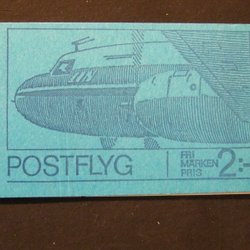 POSTFLYG
FRI
MÄRKEN
PRIS
2:-